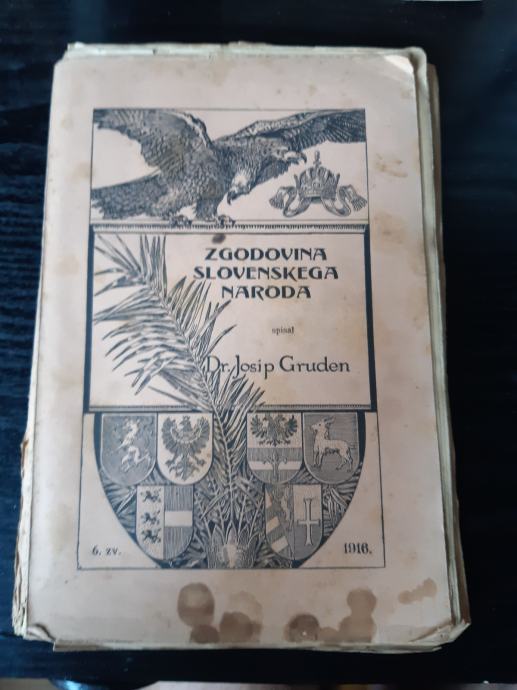 ZGODOVINA
SLOVENSKEGA
NARODA
spisal
Dr. Josip Gruden
6. zv.
1916.